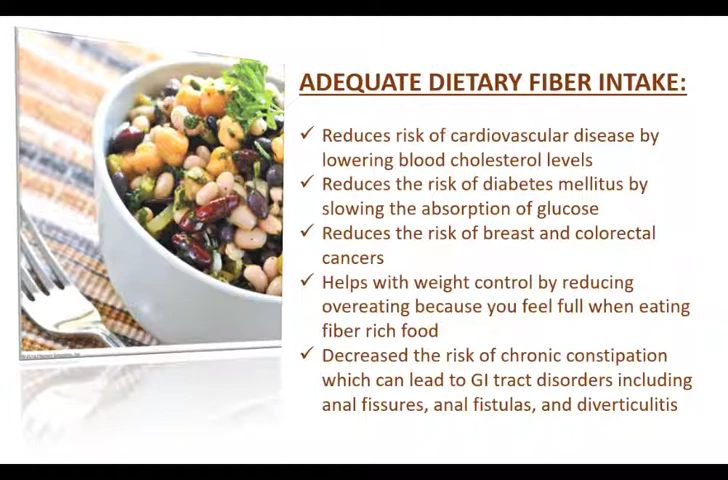 ADEQUATE DIETARY FIBER INTAKE:
✓ Reduces risk of cardiovascular disease by
lowering blood cholesterol levels
✓ Reduces the risk of diabetes mellitus by
slowing the absorption of glucose
✓ Reduces the risk of breast and colorectal
cancers
✓ Helps with weight control by reducing
overeating because you feel full when eating
fiber rich food
✓ Decreased the risk of chronic constipation
which can lead to GI tract disorders including
anal fissures, anal fistulas, and diverticulitis